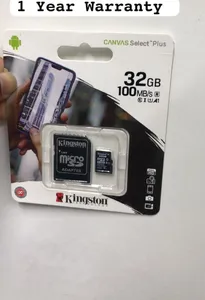 1 Year Warranty
CANVAS Select Plus
32GB
100MB/s
Kingston
micro
SD
Adapter
Kingston